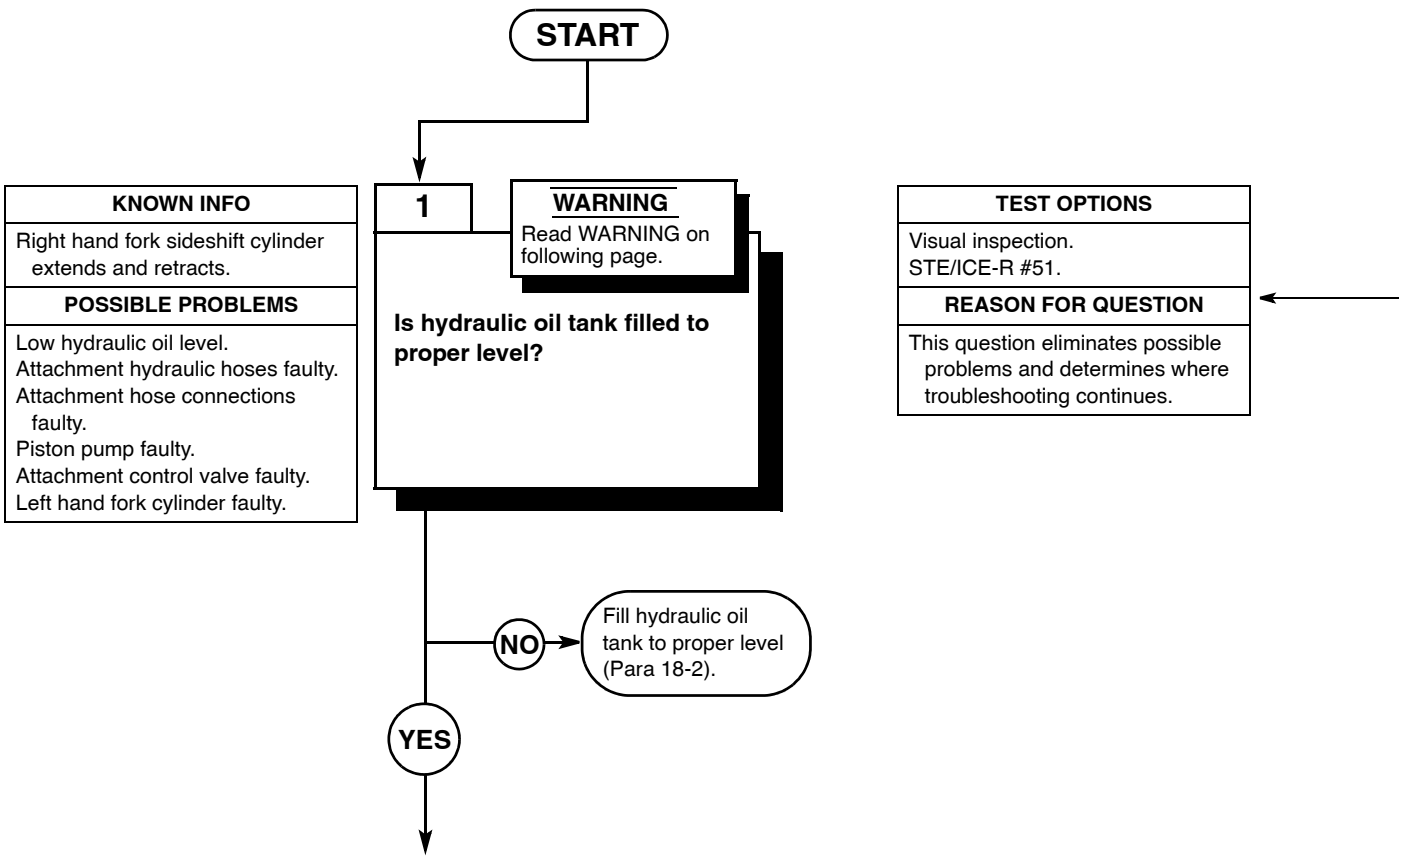 START
KNOWN INFO
Right hand fork sideshift cylinder
extends and retracts.
POSSIBLE PROBLEMS
Low hydraulic oil level.
Attachment hydraulic hoses faulty.
Attachment hose connections
faulty.
Piston pump faulty.
Attachment control valve faulty.
Left hand fork cylinder faulty.
1
WARNING
Read WARNING on
following page.
Is hydraulic oil tank filled to
proper level?
TEST OPTIONS
Visual inspection.
STE/ICE-R #51.
REASON FOR QUESTION
This question eliminates possible
problems and determines where
troubleshooting continues.
NO
Fill hydraulic oil
tank to proper level
(Para 18-2).
YES